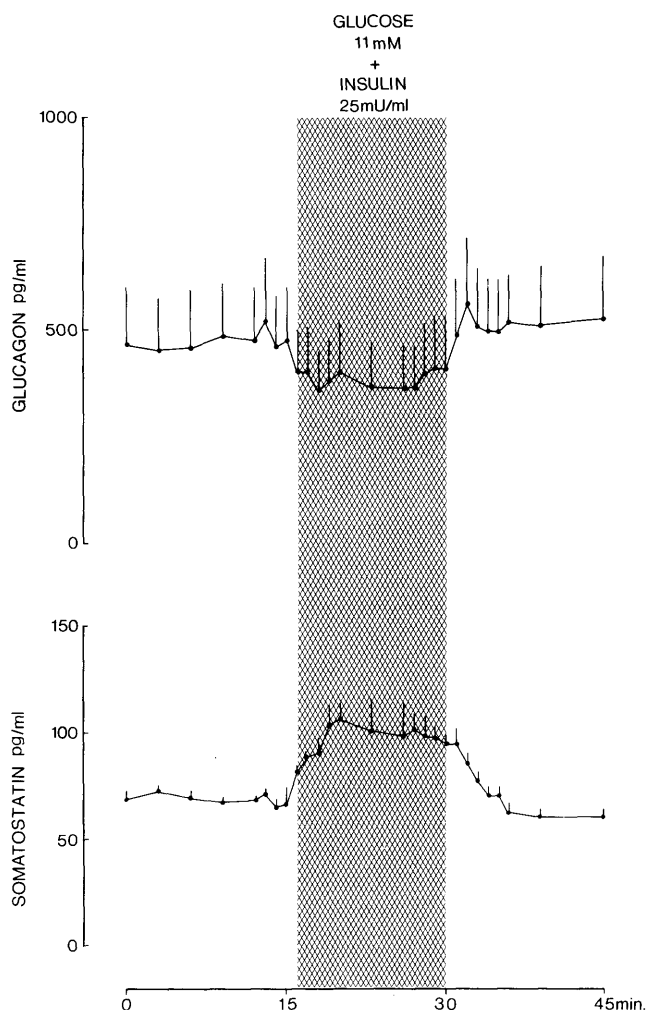 GLUCOSE
11mM
+
INSULIN
25mU/ml
1000
500
0
GLUCAGON pg/ml
150
100
50
0
SOMATOSTATIN pg/ml
0 15 30 45min.